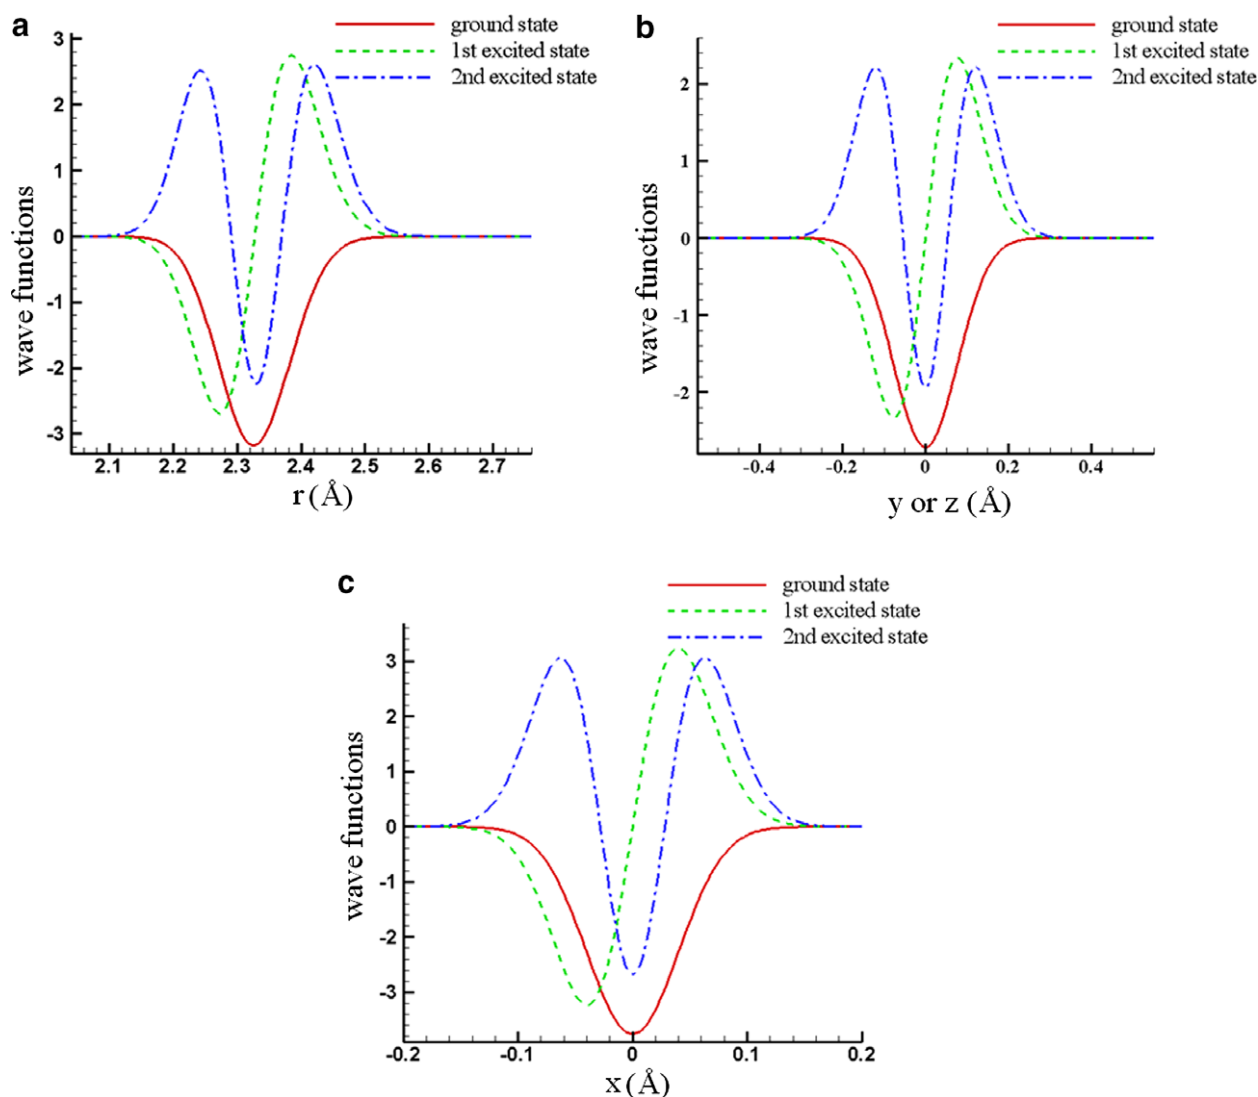 a
ground state
1st excited state
2nd excited state
3
2
1
0
-1
-2
-3
wave functions
2.1 2.2 2.3 2.4 2.5 2.6 2.7
r (Å)
b
ground state
1st excited state
2nd excited state
2
1
0
-1
-2
wave functions
-0.4 -0.2 0 0.2 0.4
y or z (Å)
c
ground state
1st excited state
2nd excited state
3
2
1
0
-1
-2
-3
wave functions
-0.2 -0.1 0 0.1 0.2
x (Å)